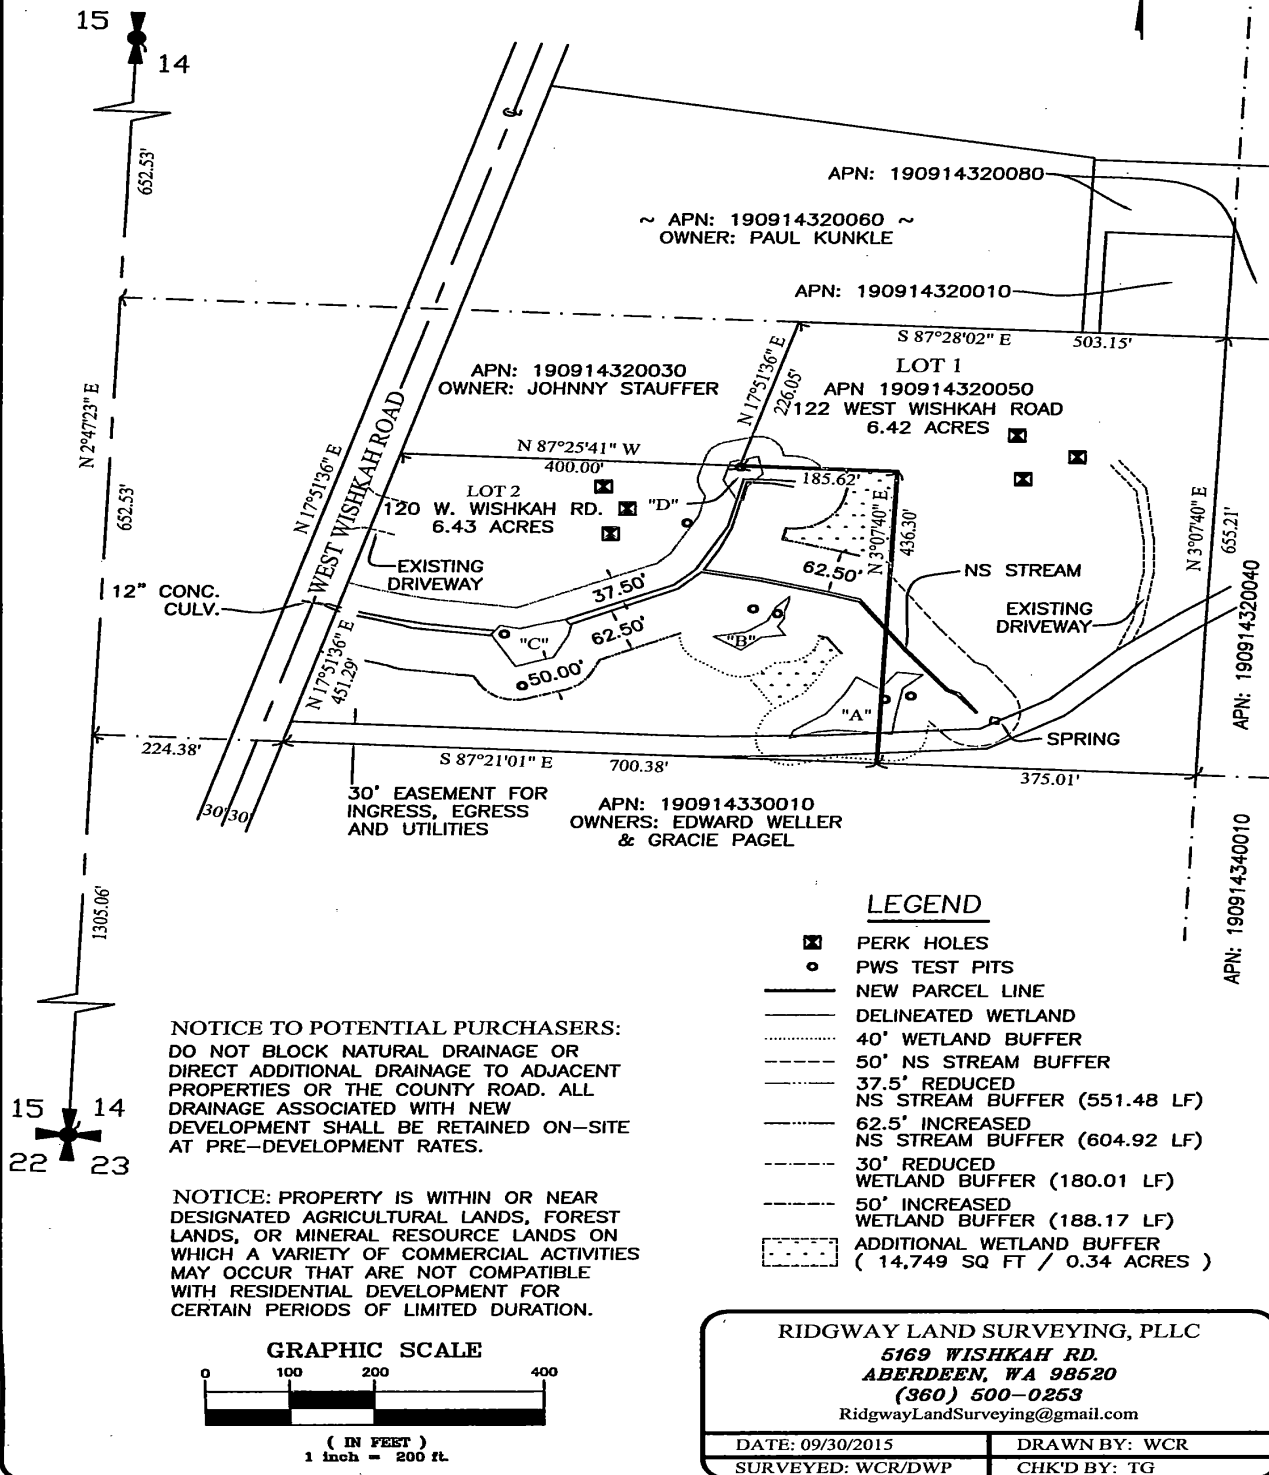 15
14
652.53'
℄
APN: 190914320080
~ APN: 190914320060 ~
OWNER: PAUL KUNKLE
APN: 190914320010
S 87°28'02" E
503.15'
N 2°47'23" E
652.53'
APN: 190914320030
OWNER: JOHNNY STAUFFER
N 17°51'36" E
226.05'
LOT 1
APN 190914320050
122 WEST WISHKAH ROAD
6.42 ACRES
N 17°51'36" E
WEST WISHKAH ROAD
N 87°25'41" W
400.00'
185.62'
LOT 2
120 W. WISHKAH RD.
6.43 ACRES
"D"
N 3°07'40" E
436.30'
N 3°07'40" E
655.21'
EXISTING
DRIVEWAY
12" CONC.
CULV.
37.50'
62.50'
62.50'
50.00'
"C"
"B"
"A"
NS STREAM
EXISTING
DRIVEWAY
APN: 190914320040
N 17°51'36" E
451.29'
SPRING
224.38'
S 87°21'01" E
700.38'
375.01'
30'
30'
30' EASEMENT FOR
INGRESS, EGRESS
AND UTILITIES
APN: 190914330010
OWNERS: EDWARD WELLER
& GRACIE PAGEL
APN: 190914340010
1305.06'
15
14
22
23
LEGEND
PERK HOLES
PWS TEST PITS
NEW PARCEL LINE
DELINEATED WETLAND
40' WETLAND BUFFER
50' NS STREAM BUFFER
37.5' REDUCED
NS STREAM BUFFER (551.48 LF)
62.5' INCREASED
NS STREAM BUFFER (604.92 LF)
30' REDUCED
WETLAND BUFFER (180.01 LF)
50' INCREASED
WETLAND BUFFER (188.17 LF)
ADDITIONAL WETLAND BUFFER
( 14,749 SQ FT / 0.34 ACRES )
NOTICE TO POTENTIAL PURCHASERS:
DO NOT BLOCK NATURAL DRAINAGE OR
DIRECT ADDITIONAL DRAINAGE TO ADJACENT
PROPERTIES OR THE COUNTY ROAD. ALL
DRAINAGE ASSOCIATED WITH NEW
DEVELOPMENT SHALL BE RETAINED ON-SITE
AT PRE-DEVELOPMENT RATES.
NOTICE: PROPERTY IS WITHIN OR NEAR
DESIGNATED AGRICULTURAL LANDS, FOREST
LANDS, OR MINERAL RESOURCE LANDS ON
WHICH A VARIETY OF COMMERCIAL ACTIVITIES
MAY OCCUR THAT ARE NOT COMPATIBLE
WITH RESIDENTIAL DEVELOPMENT FOR
CERTAIN PERIODS OF LIMITED DURATION.
GRAPHIC SCALE
0 100 200 400
( IN FEET )
1 inch = 200 ft.
RIDGWAY LAND SURVEYING, PLLC
5169 WISHKAH RD.
ABERDEEN, WA 98520
(360) 500-0253
RidgwayLandSurveying@gmail.com
DATE: 09/30/2015
DRAWN BY: WCR
SURVEYED: WCR/DWP
CHK'D BY: TG